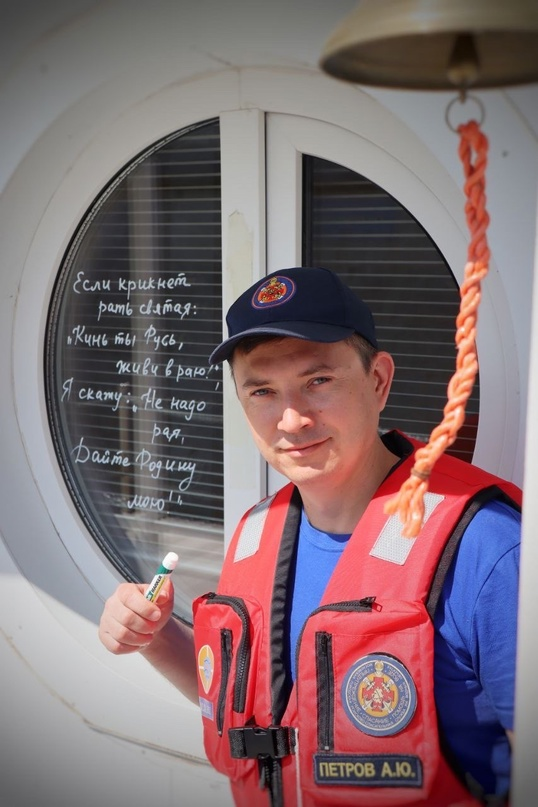 Если крикнет
рать святая:
„Кинь ты Русь,
живи в раю!",
Я скажу: „Не надо
рая,
Дайте Родину
мою!".
ПЕТРОВ А.Ю.